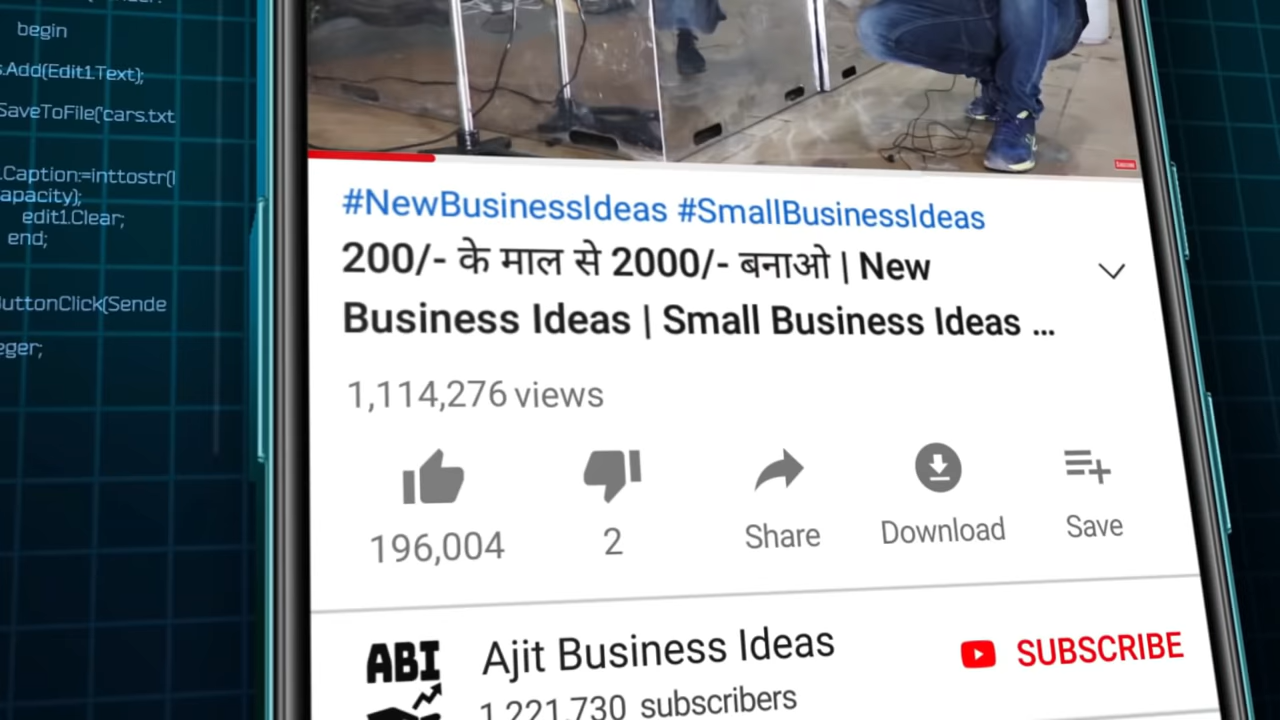 begin
s.Add(Edit1.Text);
SaveToFile('cars.txt
.Caption:=inttostr(
apacity);
edit1.Clear;
end;
uttonClick(Sende
eger;
#NewBusinessIdeas #SmallBusinessIdeas
200/- के माल से 2000/- बनाओ | New
Business Ideas | Small Business Ideas ...
1,114,276 views
196,004
2
Share
Download
Save
ABI
Ajit Business Ideas
SUBSCRIBE
1,221,730 subscribers